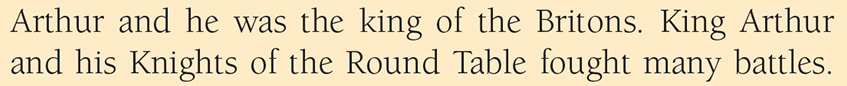 Arthur and he was the king of the Britons. King Arthur
and his Knights of the Round Table fought many battles.